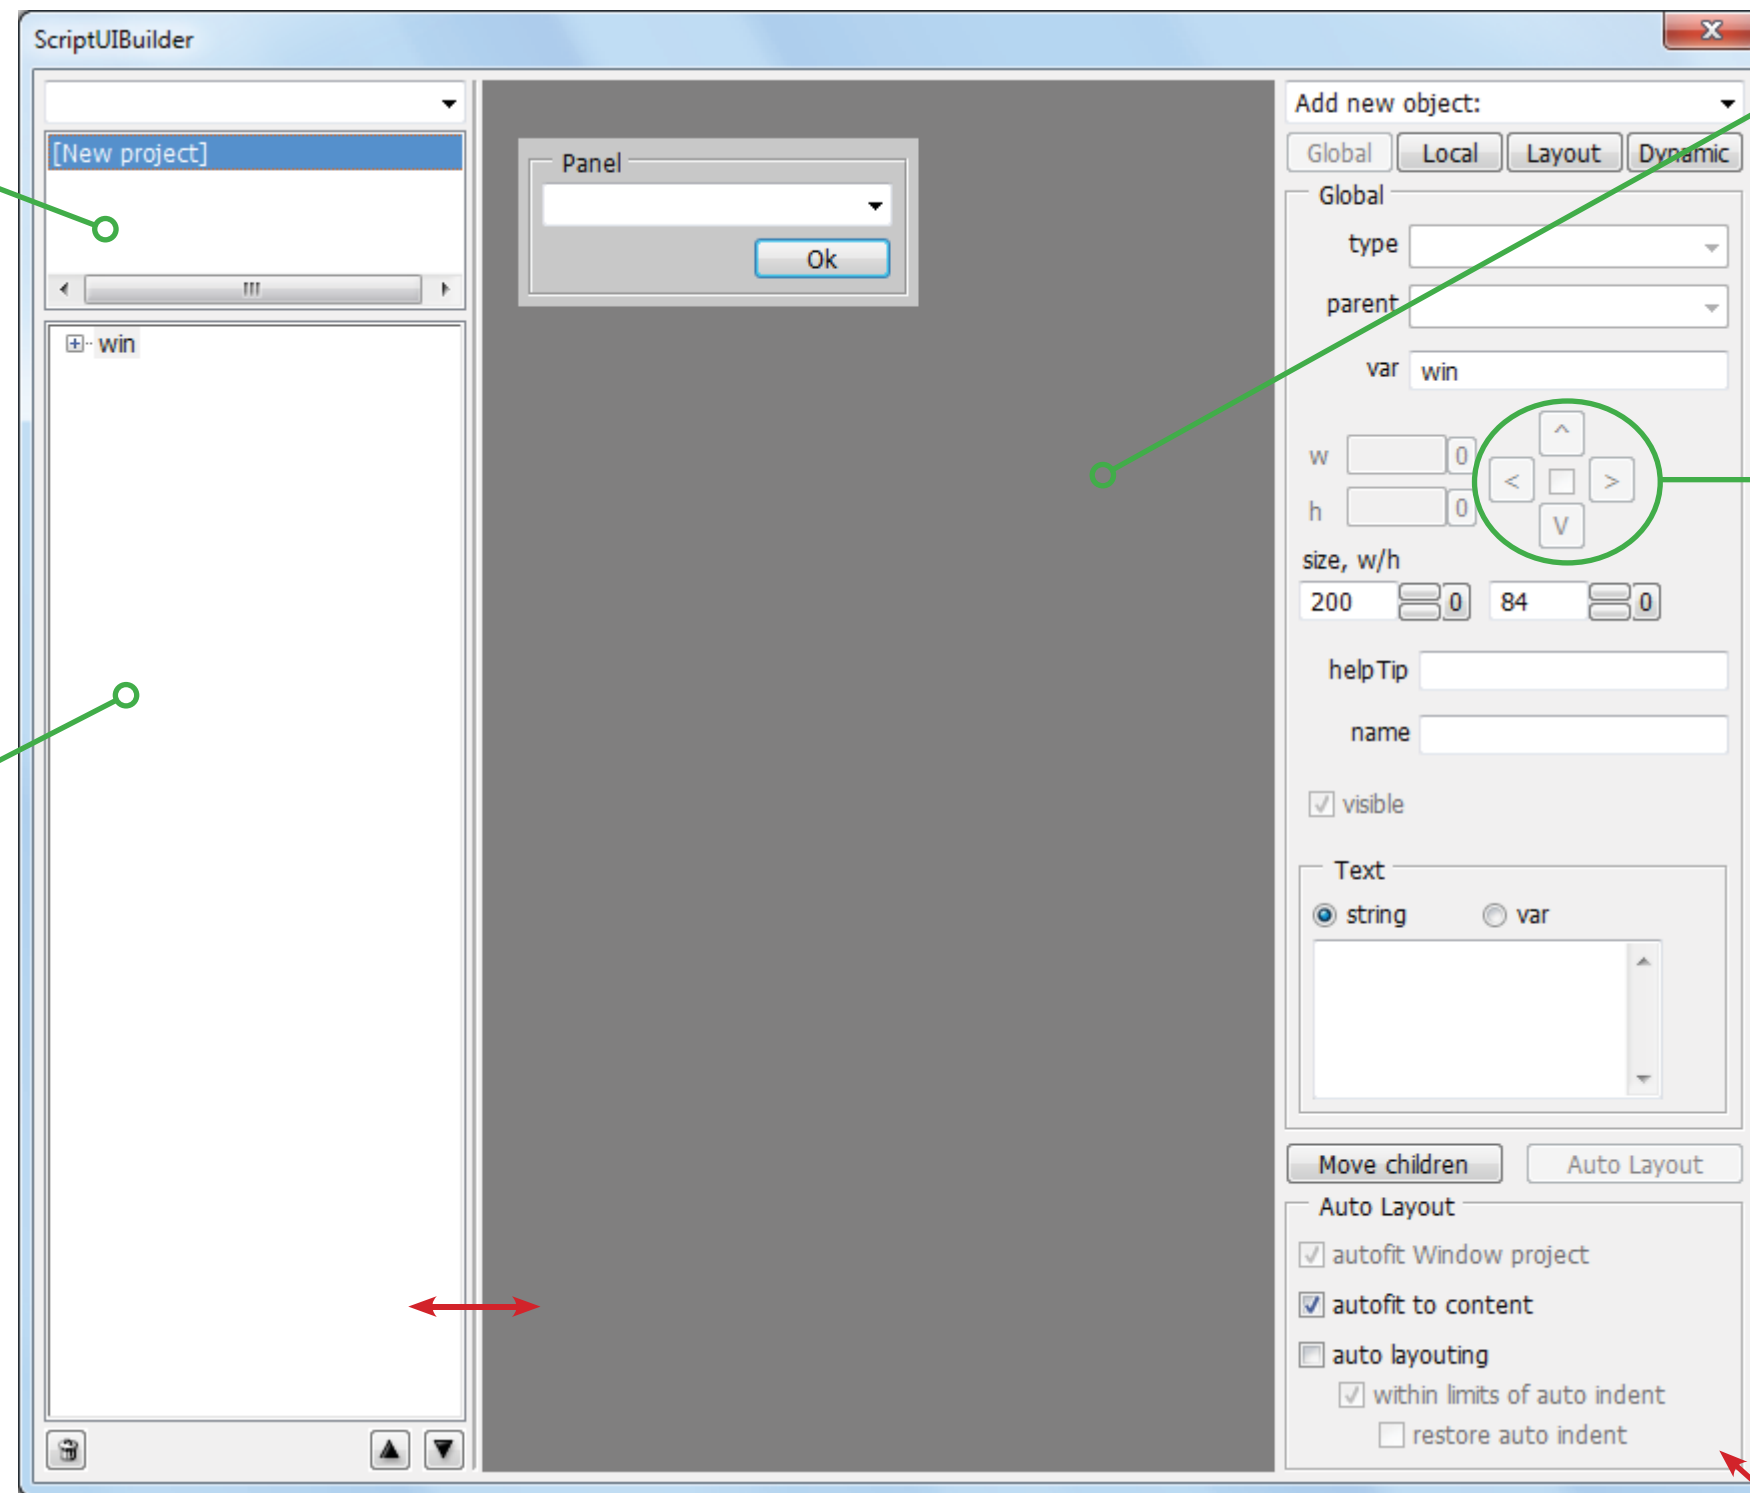 ScriptUIBuilder
x
[New project]
win
Panel
Ok
Add new object:
Global
Local
Layout
Dynamic
Global
type
parent
var
win
w
0
h
0
^
<
>
V
size, w/h
200
0
84
0
helpTip
name
visible
Text
string
var
Move children
Auto Layout
Auto Layout
autofit Window project
autofit to content
auto layouting
within limits of auto indent
restore auto indent